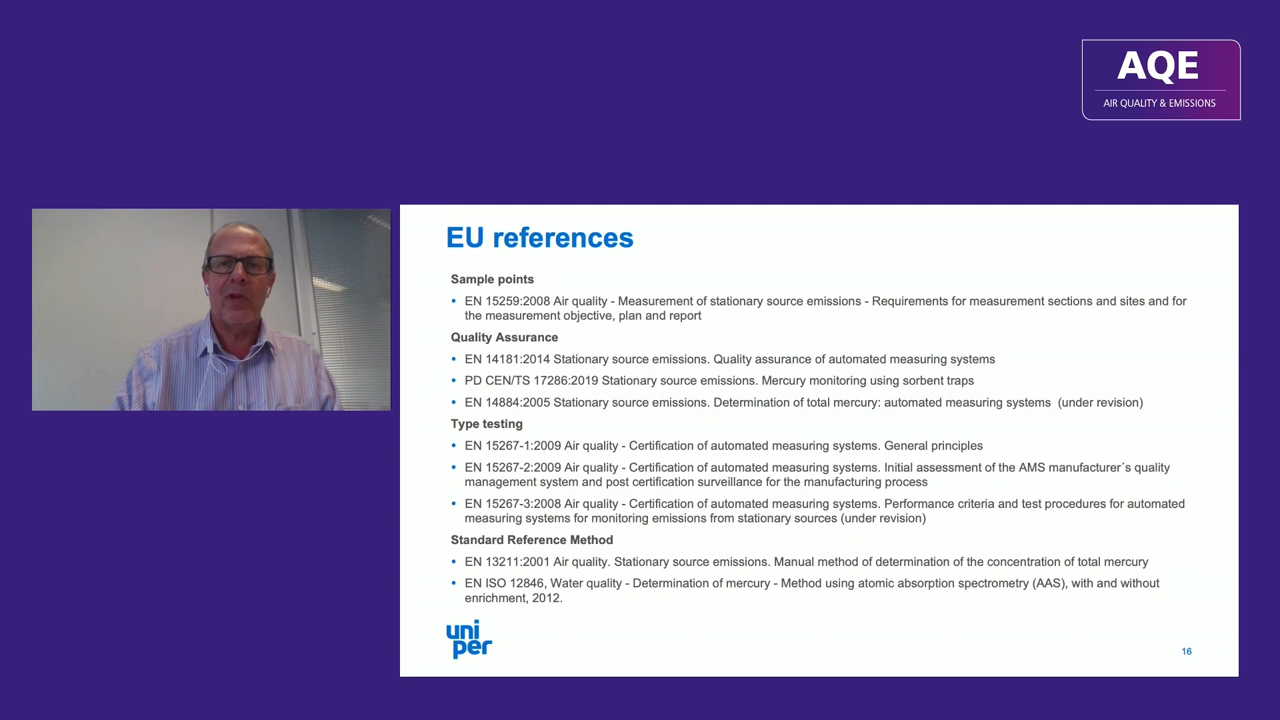 AQE
AIR QUALITY & EMISSIONS
EU references
Sample points
• EN 15259:2008 Air quality - Measurement of stationary source emissions - Requirements for measurement sections and sites and for
the measurement objective, plan and report
Quality Assurance
• EN 14181:2014 Stationary source emissions. Quality assurance of automated measuring systems
• PD CEN/TS 17286:2019 Stationary source emissions. Mercury monitoring using sorbent traps
• EN 14884:2005 Stationary source emissions. Determination of total mercury: automated measuring systems (under revision)
Type testing
• EN 15267-1:2009 Air quality - Certification of automated measuring systems. General principles
• EN 15267-2:2009 Air quality - Certification of automated measuring systems. Initial assessment of the AMS manufacturer´s quality
management system and post certification surveillance for the manufacturing process
• EN 15267-3:2008 Air quality - Certification of automated measuring systems. Performance criteria and test procedures for automated
measuring systems for monitoring emissions from stationary sources (under revision)
Standard Reference Method
• EN 13211:2001 Air quality. Stationary source emissions. Manual method of determination of the concentration of total mercury
• EN ISO 12846, Water quality - Determination of mercury - Method using atomic absorption spectrometry (AAS), with and without
enrichment, 2012.
uni
per
16